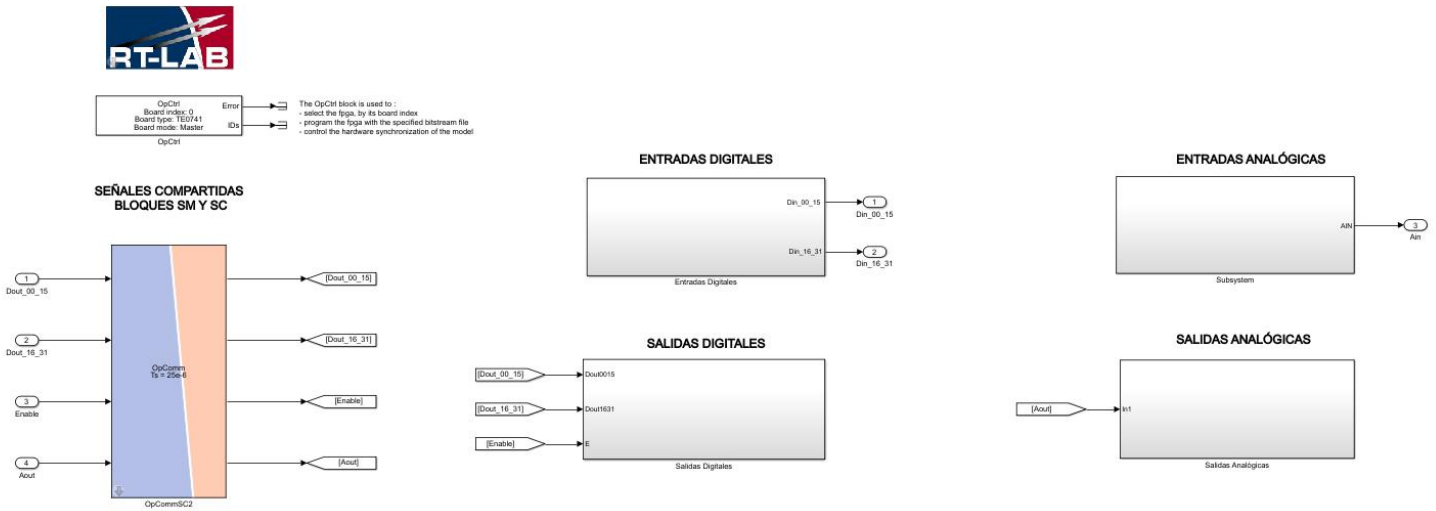 RT-LAB
OpCtrl
Board index: 0
Board type: TE0741
Board mode: Master
Error
IDs
OpCtrl
The OpCtrl block is used to :
- select the fpga, by its board index
- program the fpga with the specified bitstream file
- control the hardware synchronization of the model
SEÑALES COMPARTIDAS
BLOQUES SM Y SC
1
Dout_00_15
2
Dout_16_31
3
Enable
4
Aout
OpComm
Ts = 25e-6
OpCommSC2
[Dout_00_15]
[Dout_16_31]
[Enable]
[Aout]
ENTRADAS DIGITALES
Din_00_15
1
Din_00_15
Din_16_31
2
Din_16_31
Entradas Digitales
SALIDAS DIGITALES
[Dout_00_15]
Dout0015
[Dout_16_31]
Dout1631
[Enable]
E
Salidas Digitales
ENTRADAS ANALÓGICAS
AIN
3
Ain
Subsystem
SALIDAS ANALÓGICAS
[Aout]
In1
Salidas Analógicas